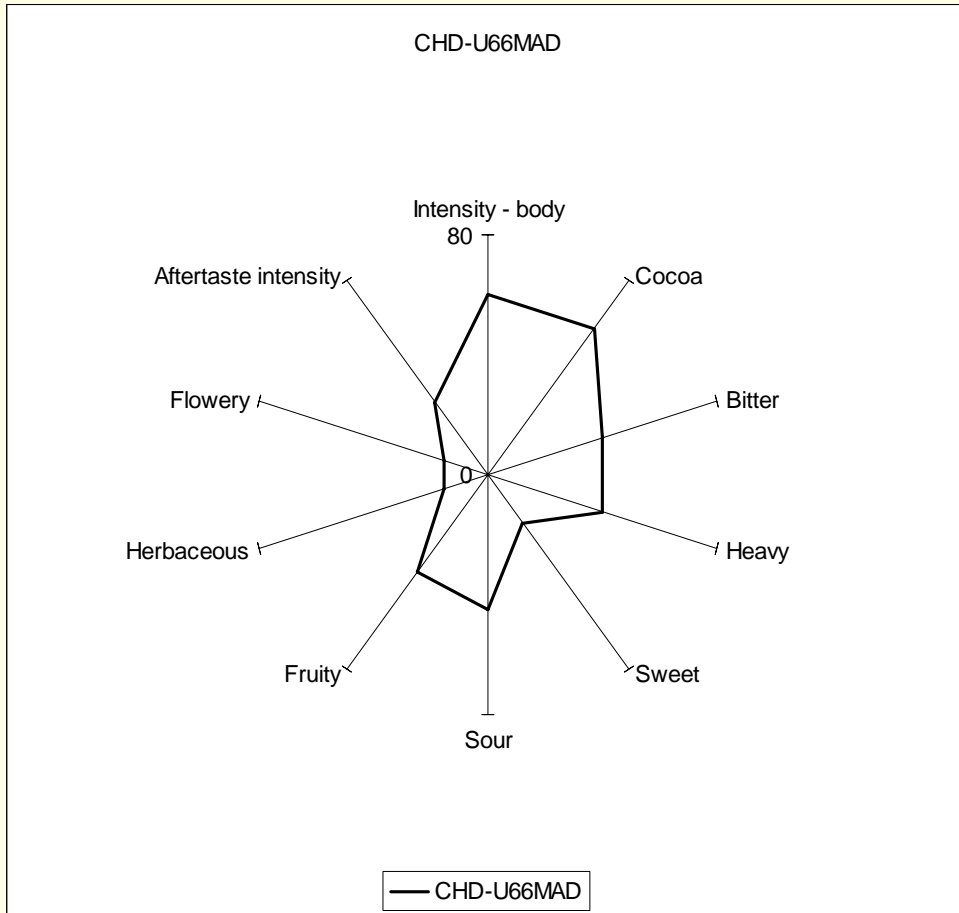 CHD-U66MAD
Intensity - body
80
Aftertaste intensity
Cocoa
Flowery
Bitter
0
Herbaceous
Heavy
Fruity
Sweet
Sour
CHD-U66MAD